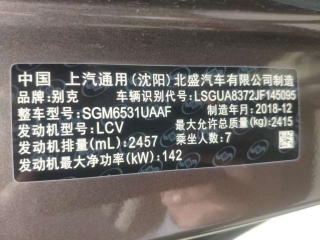 中国 上汽通用(沈阳)北盛汽车有限公司制造
品牌:别克 车辆识别代号:LSGUA8372JF145095
整车型号:SGM6531UAAF 制造年月:2018-12
发动机型号:LCV 最大允许总质量(kg):2415
发动机排量(mL):2457 乘坐人数:7
发动机最大净功率(kW):142